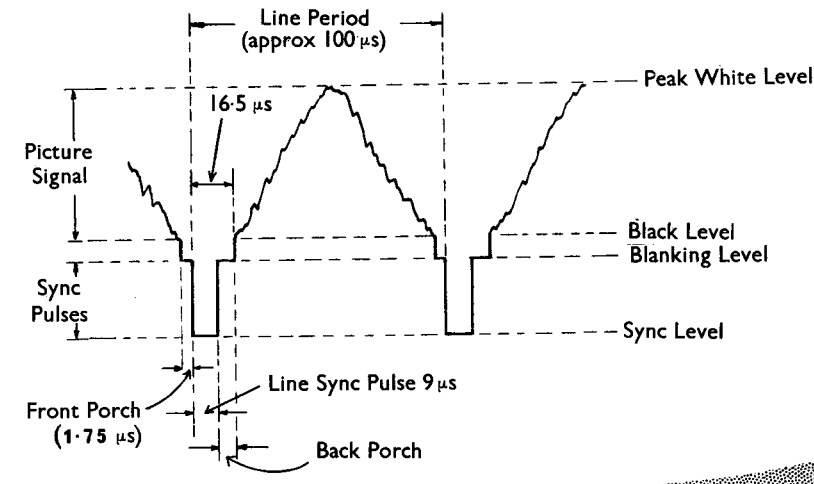 Line Period
(approx 100 μs)
Peak White Level
16·5 μs
Picture
Signal
Black Level
Blanking Level
Sync
Pulses
Sync Level
Line Sync Pulse 9 μs
Front Porch
(1·75 μs)
Back Porch